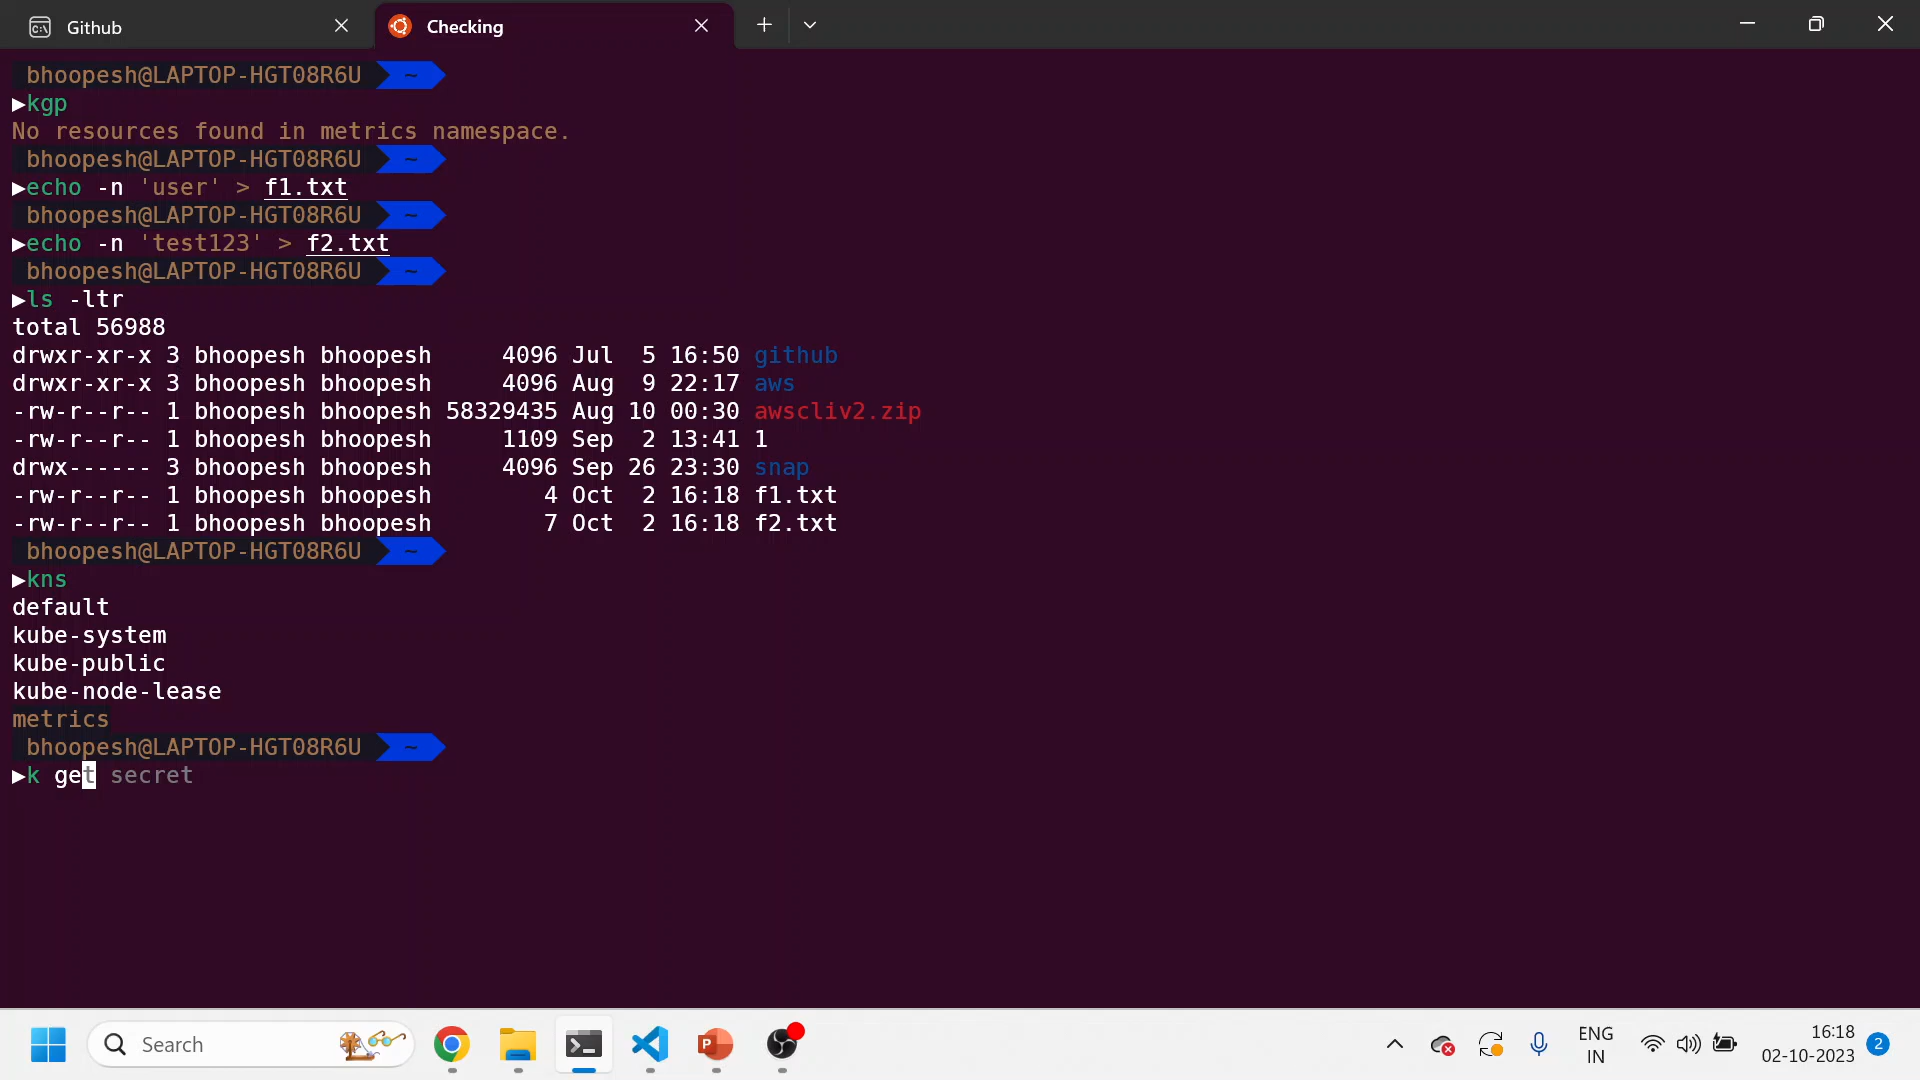 Github
Checking
bhoopesh@LAPTOP-HGT08R6U ~
▶kgp
No resources found in metrics namespace.
bhoopesh@LAPTOP-HGT08R6U ~
▶echo -n 'user' > f1.txt
bhoopesh@LAPTOP-HGT08R6U ~
▶echo -n 'test123' > f2.txt
bhoopesh@LAPTOP-HGT08R6U ~
▶ls -ltr
total 56988
drwxr-xr-x 3 bhoopesh bhoopesh     4096 Jul  5 16:50 github
drwxr-xr-x 3 bhoopesh bhoopesh     4096 Aug  9 22:17 aws
-rw-r--r-- 1 bhoopesh bhoopesh 58329435 Aug 10 00:30 awscliv2.zip
-rw-r--r-- 1 bhoopesh bhoopesh     1109 Sep  2 13:41 1
drwx------ 3 bhoopesh bhoopesh     4096 Sep 26 23:30 snap
-rw-r--r-- 1 bhoopesh bhoopesh        4 Oct  2 16:18 f1.txt
-rw-r--r-- 1 bhoopesh bhoopesh        7 Oct  2 16:18 f2.txt
bhoopesh@LAPTOP-HGT08R6U ~
▶kns
default
kube-system
kube-public
kube-node-lease
metrics
bhoopesh@LAPTOP-HGT08R6U ~
▶k get secret
Search
ENG
IN
16:18
02-10-2023
2